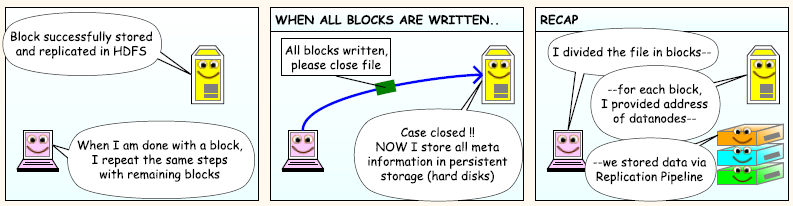 Block successfully stored
and replicated in HDFS
When I am done with a block,
I repeat the same steps
with remaining blocks
WHEN ALL BLOCKS ARE WRITTEN..
All blocks written,
please close file
Case closed !!
NOW I store all meta
information in persistent
storage (hard disks)
RECAP
I divided the file in blocks--
--for each block,
I provided address
of datanodes--
--we stored data via
Replication Pipeline